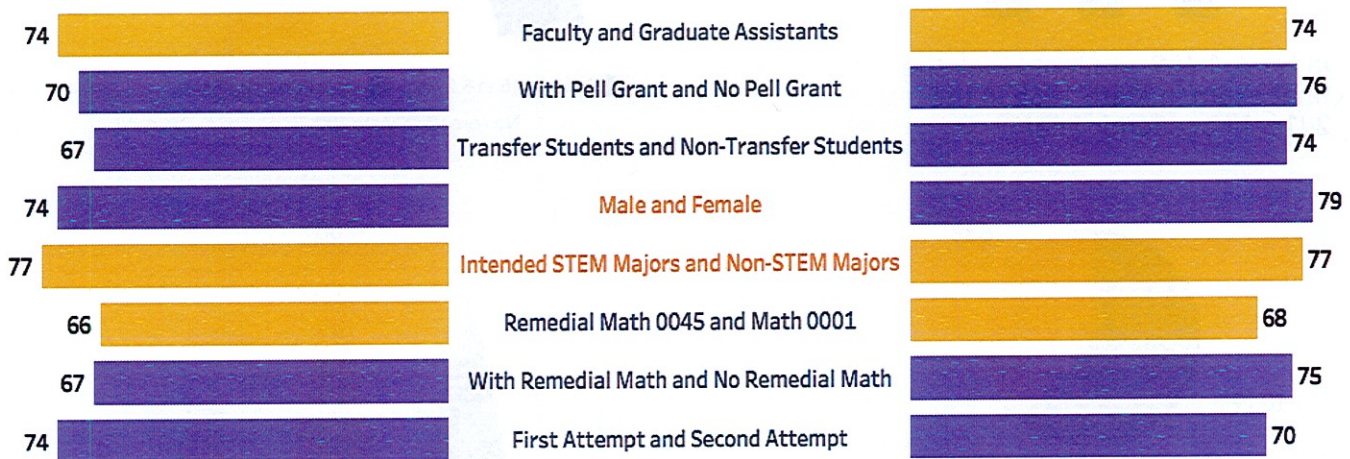 74 Faculty and Graduate Assistants 74
70 With Pell Grant and No Pell Grant 76
67 Transfer Students and Non-Transfer Students 74
74 Male and Female 79
77 Intended STEM Majors and Non-STEM Majors 77
66 Remedial Math 0045 and Math 0001 68
67 With Remedial Math and No Remedial Math 75
74 First Attempt and Second Attempt 70